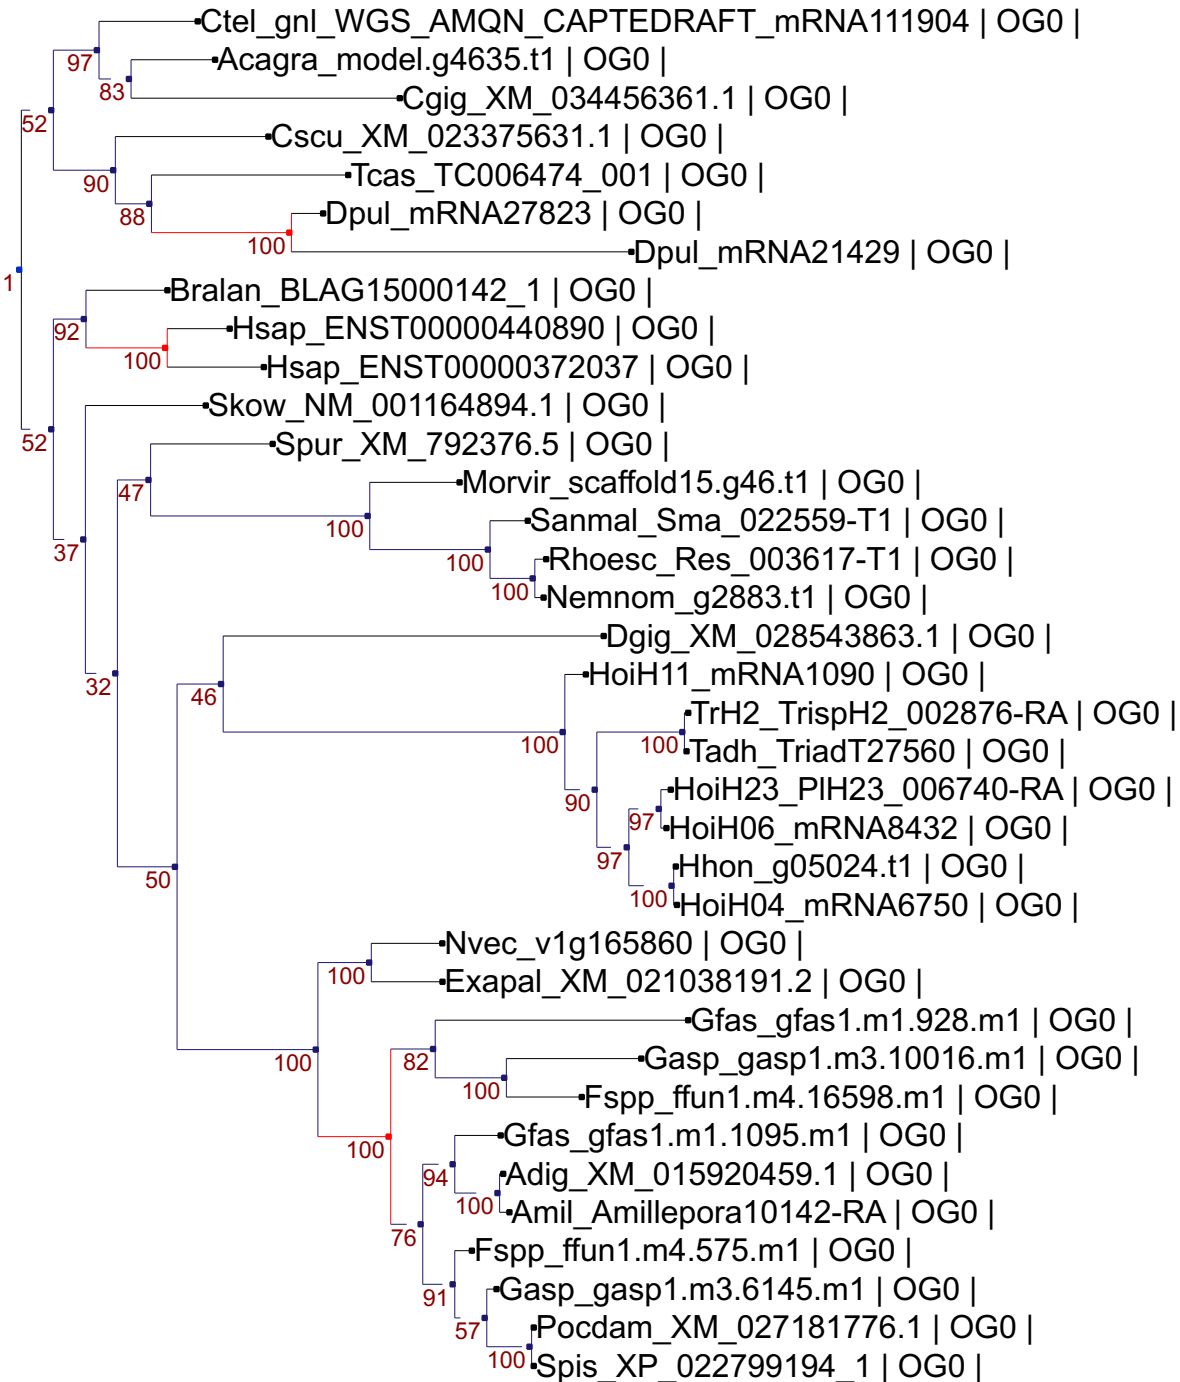 Ctel_gnl_WGS_AMQN_CAPTEDRAFT_mRNA111904 | OG0 |
97
Acagra_model.g4635.t1 | OG0 |
83
Cgig_XM_034456361.1 | OG0 |
52
Cscu_XM_023375631.1 | OG0 |
90
Tcas_TC006474_001 | OG0 |
88
Dpul_mRNA27823 | OG0 |
100
Dpul_mRNA21429 | OG0 |
1
Bralan_BLAG15000142_1 | OG0 |
92
Hsap_ENST00000440890 | OG0 |
100
Hsap_ENST00000372037 | OG0 |
Skow_NM_001164894.1 | OG0 |
52
Spur_XM_792376.5 | OG0 |
47
Morvir_scaffold15.g46.t1 | OG0 |
100
Sanmal_Sma_022559-T1 | OG0 |
37
100
Rhoesc_Res_003617-T1 | OG0 |
100
Nemnom_g2883.t1 | OG0 |
Dgig_XM_028543863.1 | OG0 |
HoiH11_mRNA1090 | OG0 |
32
46
TrH2_TrispH2_002876-RA | OG0 |
100
100
Tadh_TriadT27560 | OG0 |
HoiH23_PlH23_006740-RA | OG0 |
90
97
HoiH06_mRNA8432 | OG0 |
97
Hhon_g05024.t1 | OG0 |
50
100
HoiH04_mRNA6750 | OG0 |
Nvec_v1g165860 | OG0 |
100
Exapal_XM_021038191.2 | OG0 |
Gfas_gfas1.m1.928.m1 | OG0 |
100
82
Gasp_gasp1.m3.10016.m1 | OG0 |
100
Fspp_ffun1.m4.16598.m1 | OG0 |
Gfas_gfas1.m1.1095.m1 | OG0 |
100
94
Adig_XM_015920459.1 | OG0 |
100
Amil_Amillepora10142-RA | OG0 |
76
Fspp_ffun1.m4.575.m1 | OG0 |
91
Gasp_gasp1.m3.6145.m1 | OG0 |
57
Pocdam_XM_027181776.1 | OG0 |
100
Spis_XP_022799194_1 | OG0 |